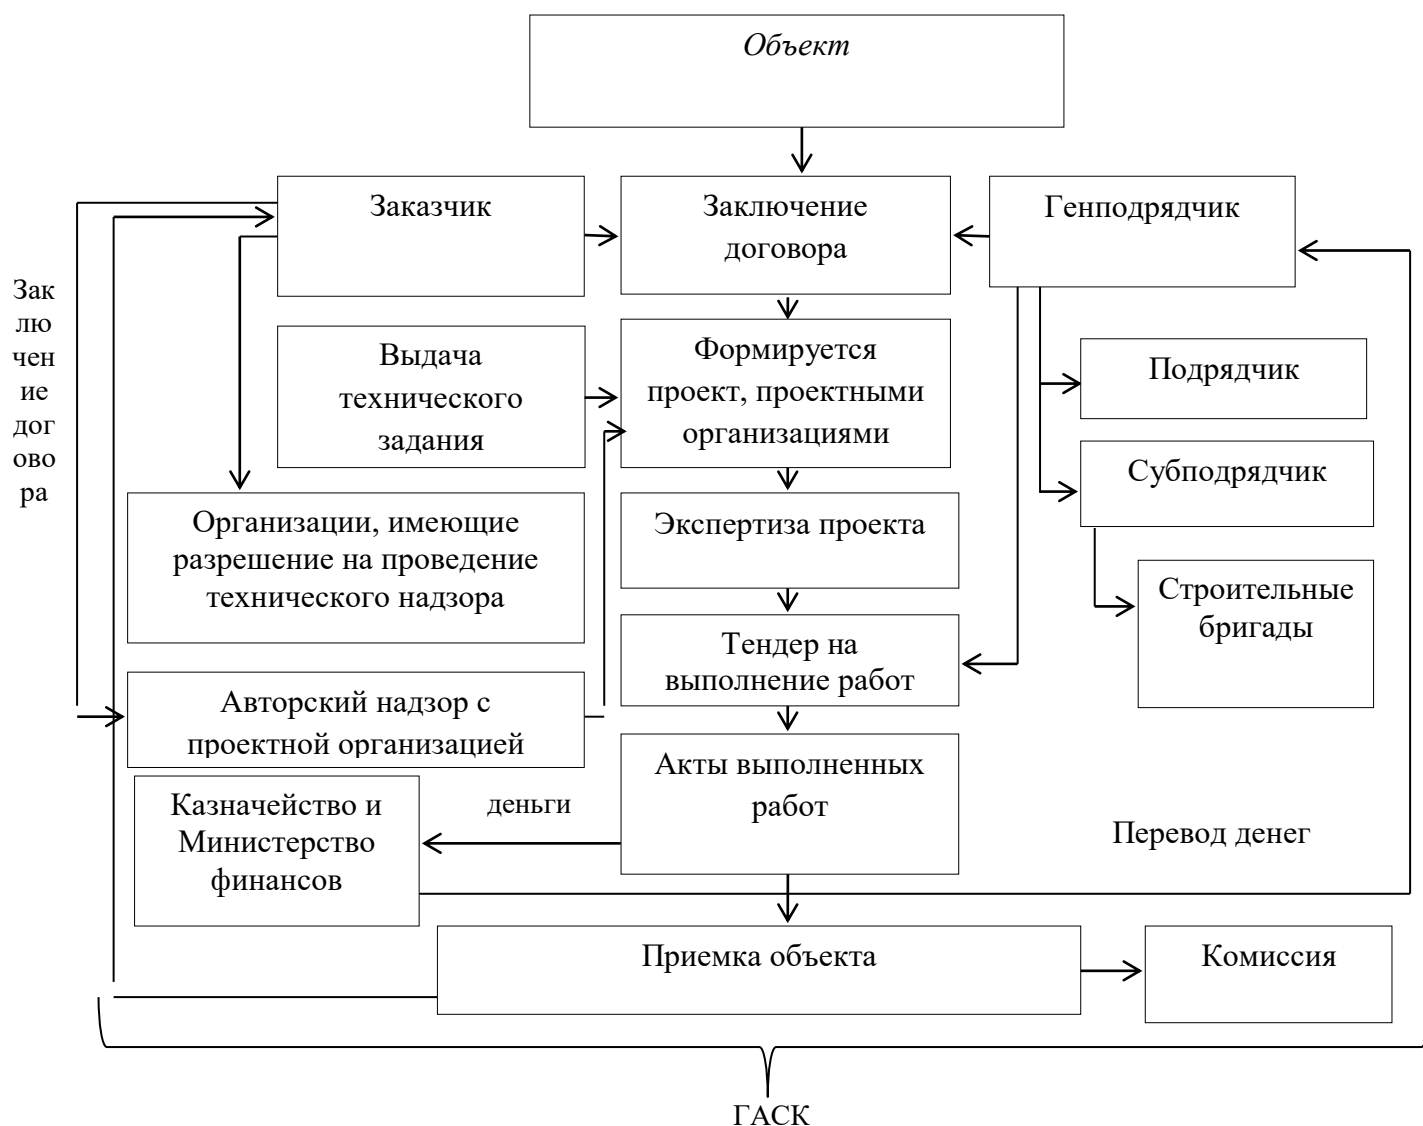 Объект
Заказчик
Заключение
договора
Генподрядчик
Зак
лю
чен
ие
дог
ово
ра
Выдача
технического
задания
Формируется
проект, проектными
организациями
Подрядчик
Субподрядчик
Организации, имеющие
разрешение на проведение
технического надзора
Экспертиза проекта
Строительные
бригады
Тендер на
выполнение работ
Авторский надзор с
проектной организацией
Акты выполненных
работ
Казначейство и
Министерство
финансов
деньги
Перевод денег
Приемка объекта
Комиссия
ГАСК